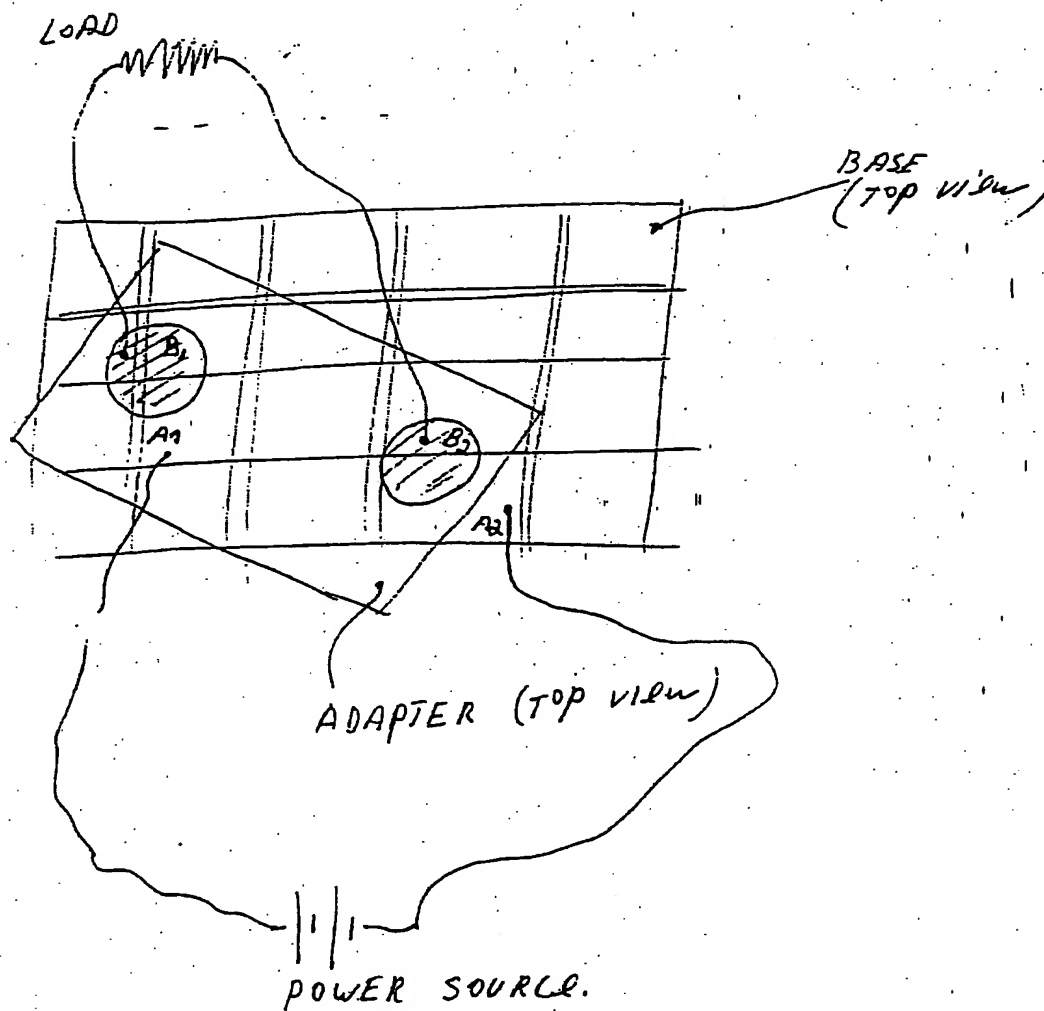 LOAD
BASE
(TOP view)
B1
A1
B2
A2
ADAPTER (TOP view)
POWER SOURCE.